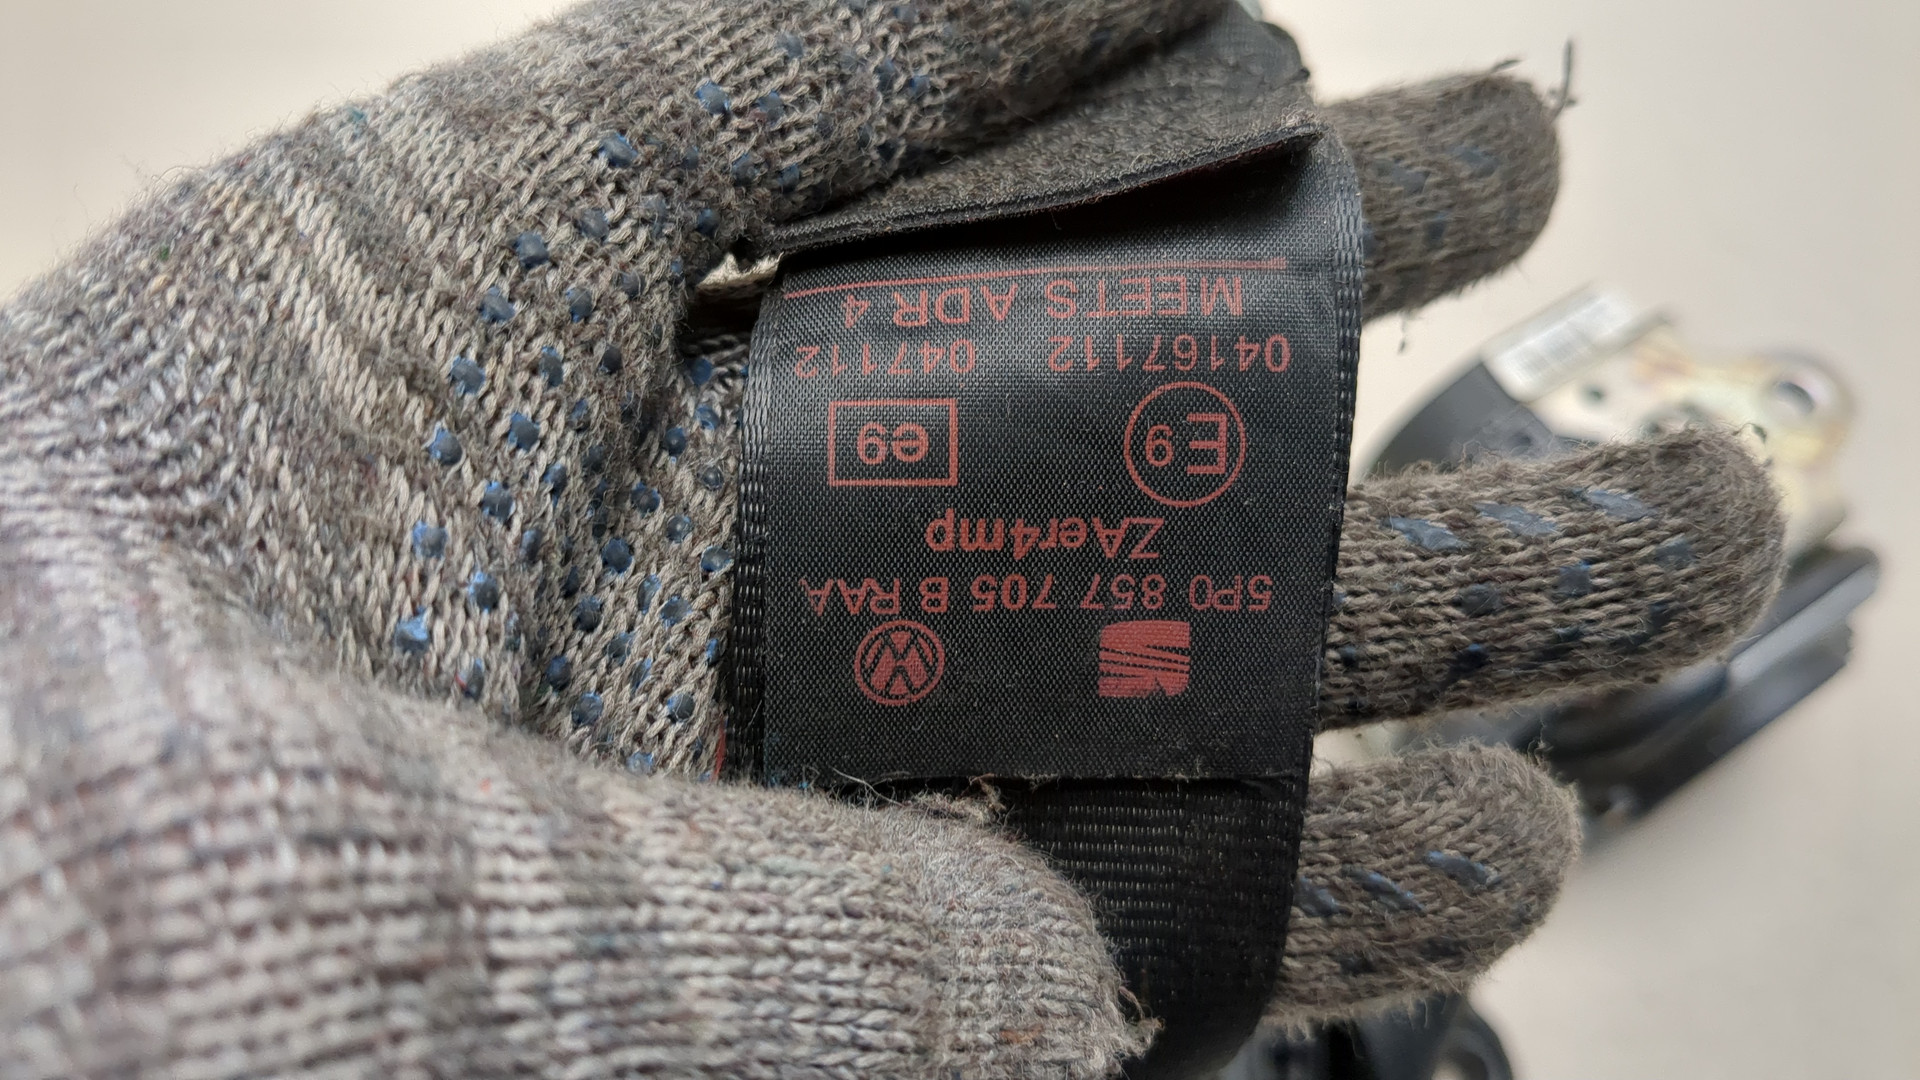 5P0 857 705 B RAA
ZAer4mp
E9 e9
04167112 047112
MEETS ADR 4